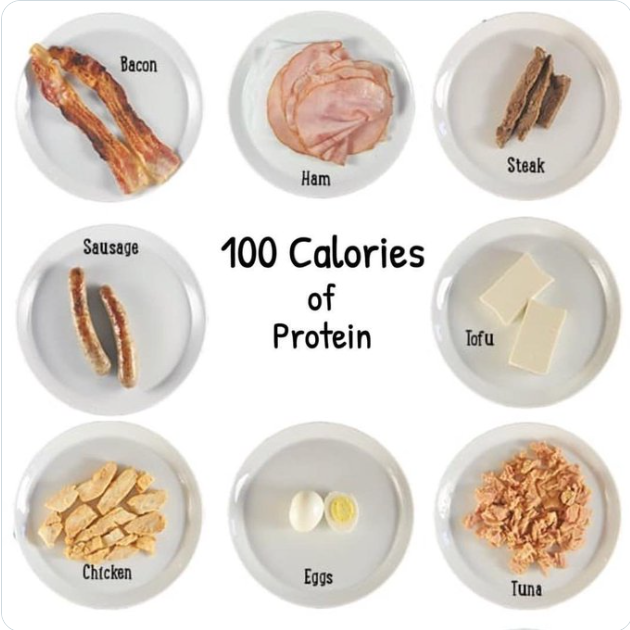 Bacon
Ham
Steak
Sausage
100 Calories
of
Protein
Tofu
Chicken
Eggs
Tuna